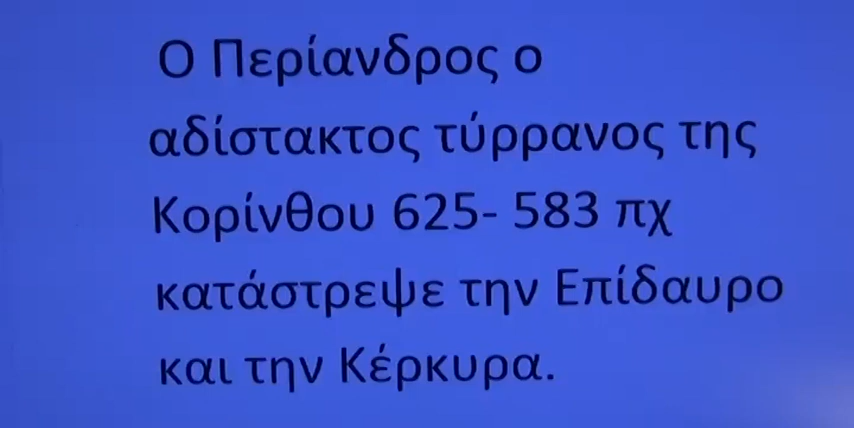 Ο Περίανδρος ο
αδίστακτος τύρρανος της
Κορίνθου 625- 583 πχ
κατάστρεψε την Επίδαυρο
και την Κέρκυρα.